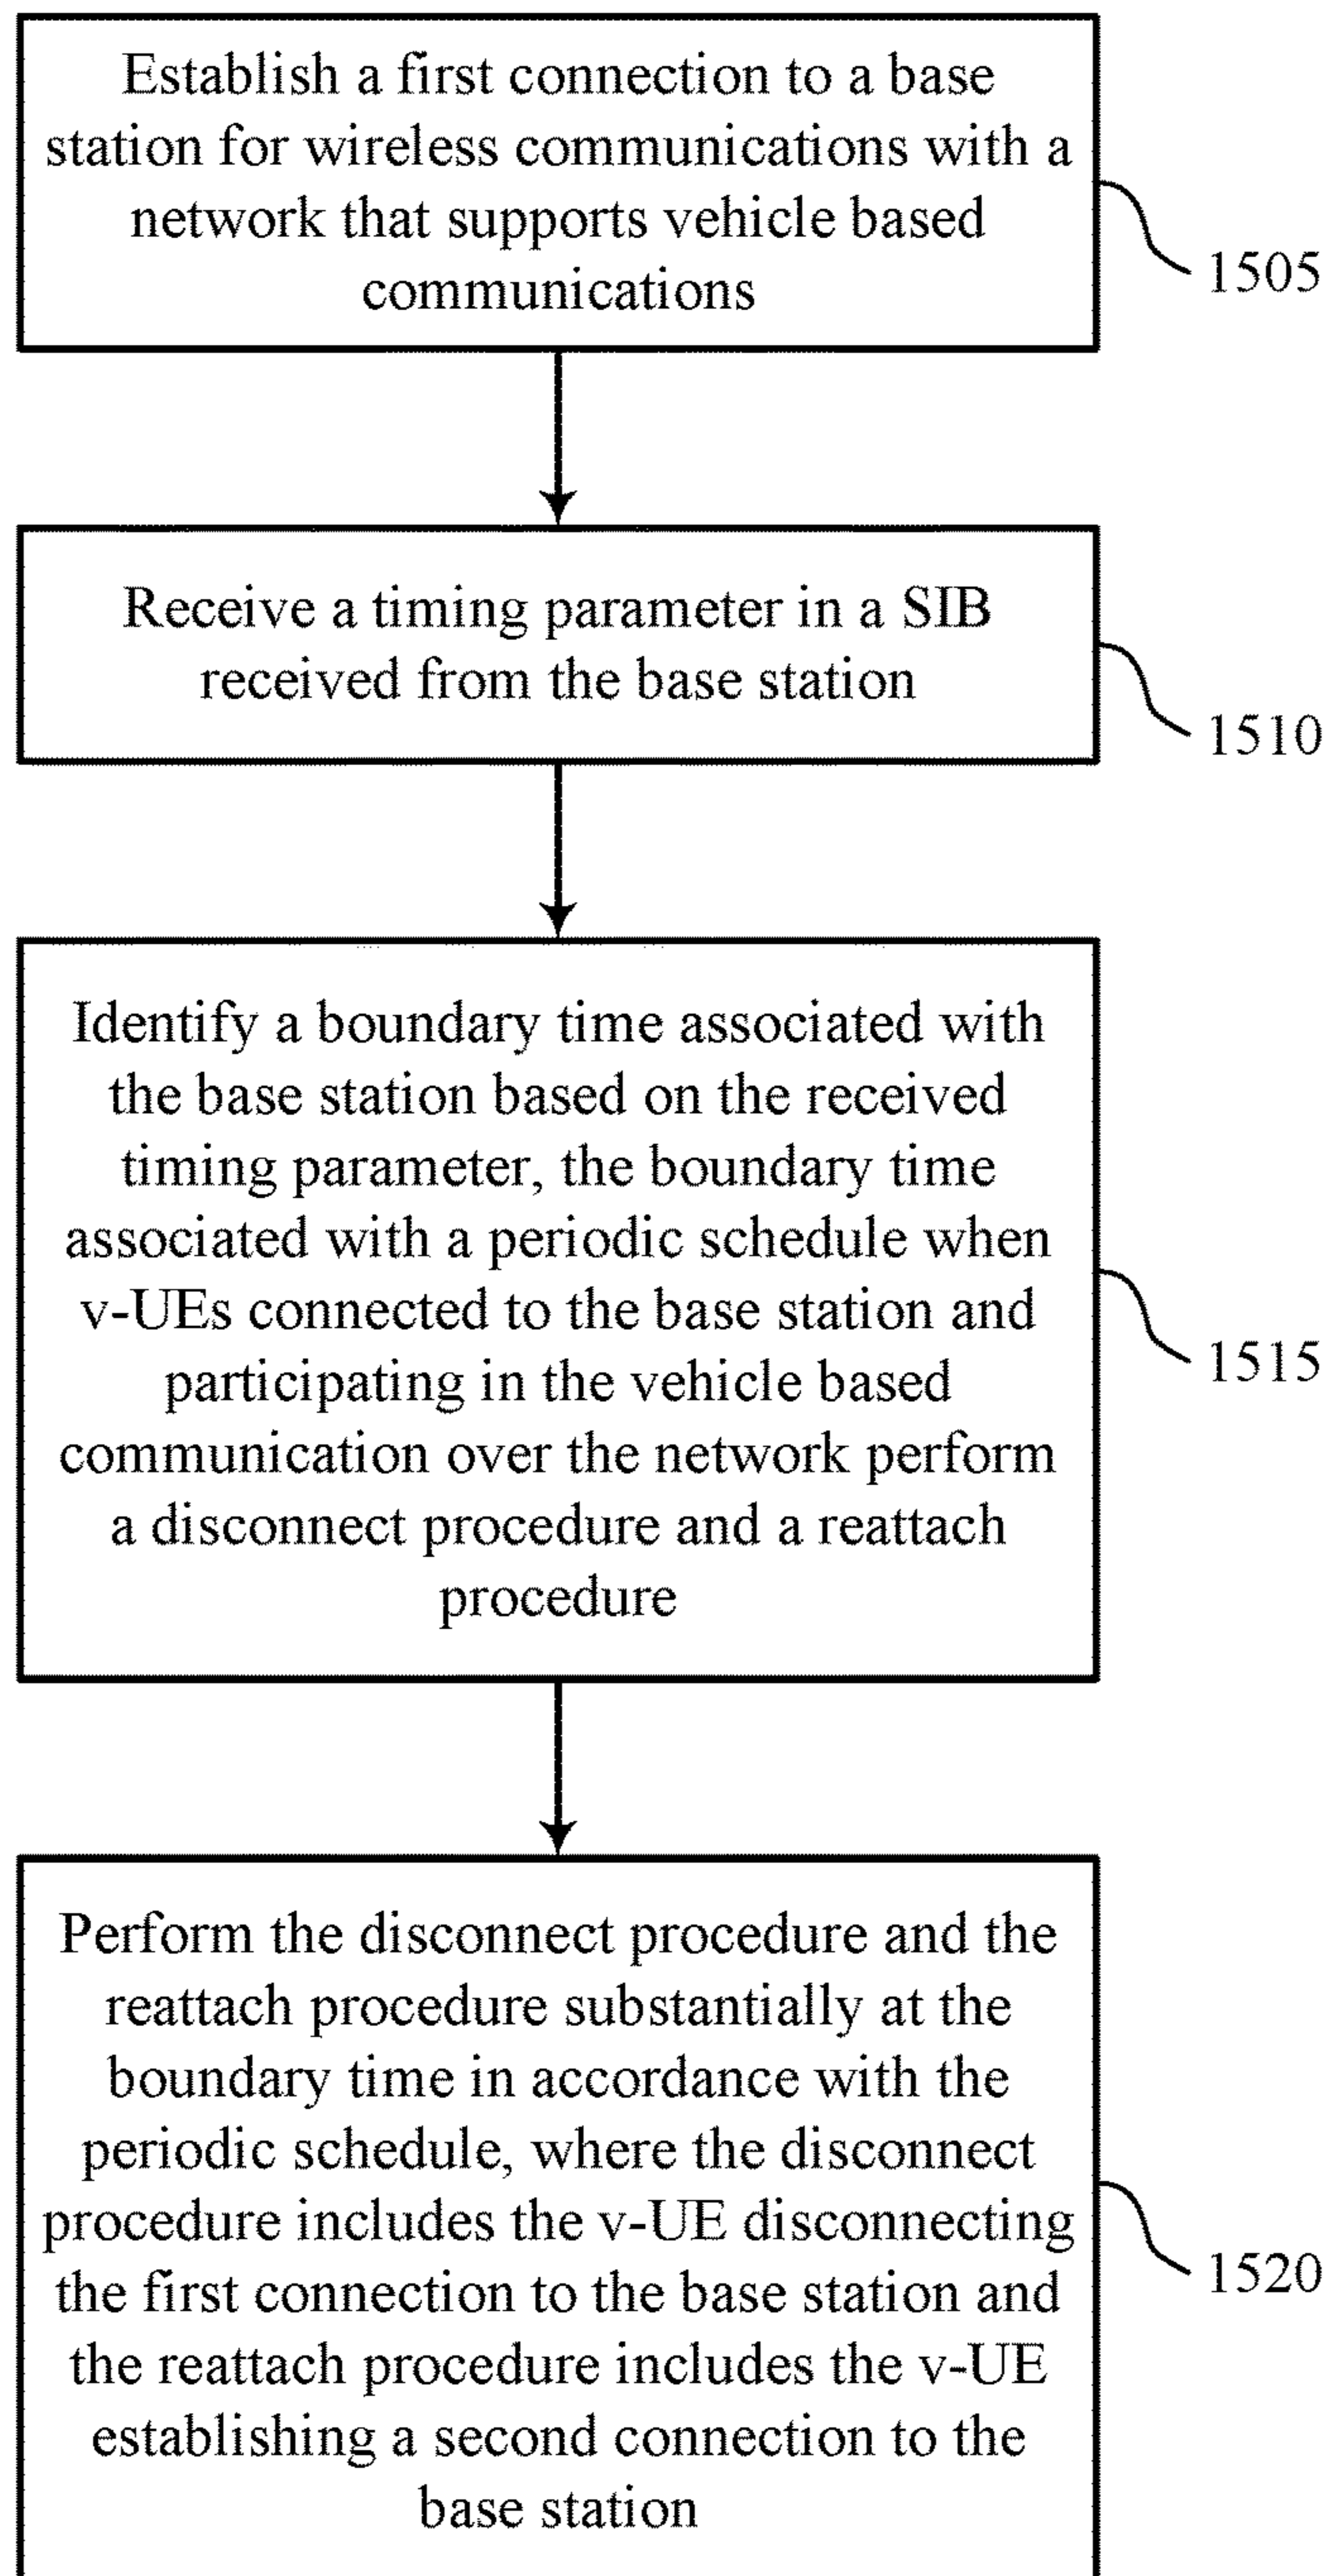 Establish a first connection to a base
station for wireless communications with a
network that supports vehicle based
communications
1505
Receive a timing parameter in a SIB
received from the base station
1510
Identify a boundary time associated with
the base station based on the received
timing parameter, the boundary time
associated with a periodic schedule when
v-UEs connected to the base station and
participating in the vehicle based
communication over the network perform
a disconnect procedure and a reattach
procedure
1515
Perform the disconnect procedure and the
reattach procedure substantially at the
boundary time in accordance with the
periodic schedule, where the disconnect
procedure includes the v-UE disconnecting
the first connection to the base station and
the reattach procedure includes the v-UE
establishing a second connection to the
base station
1520